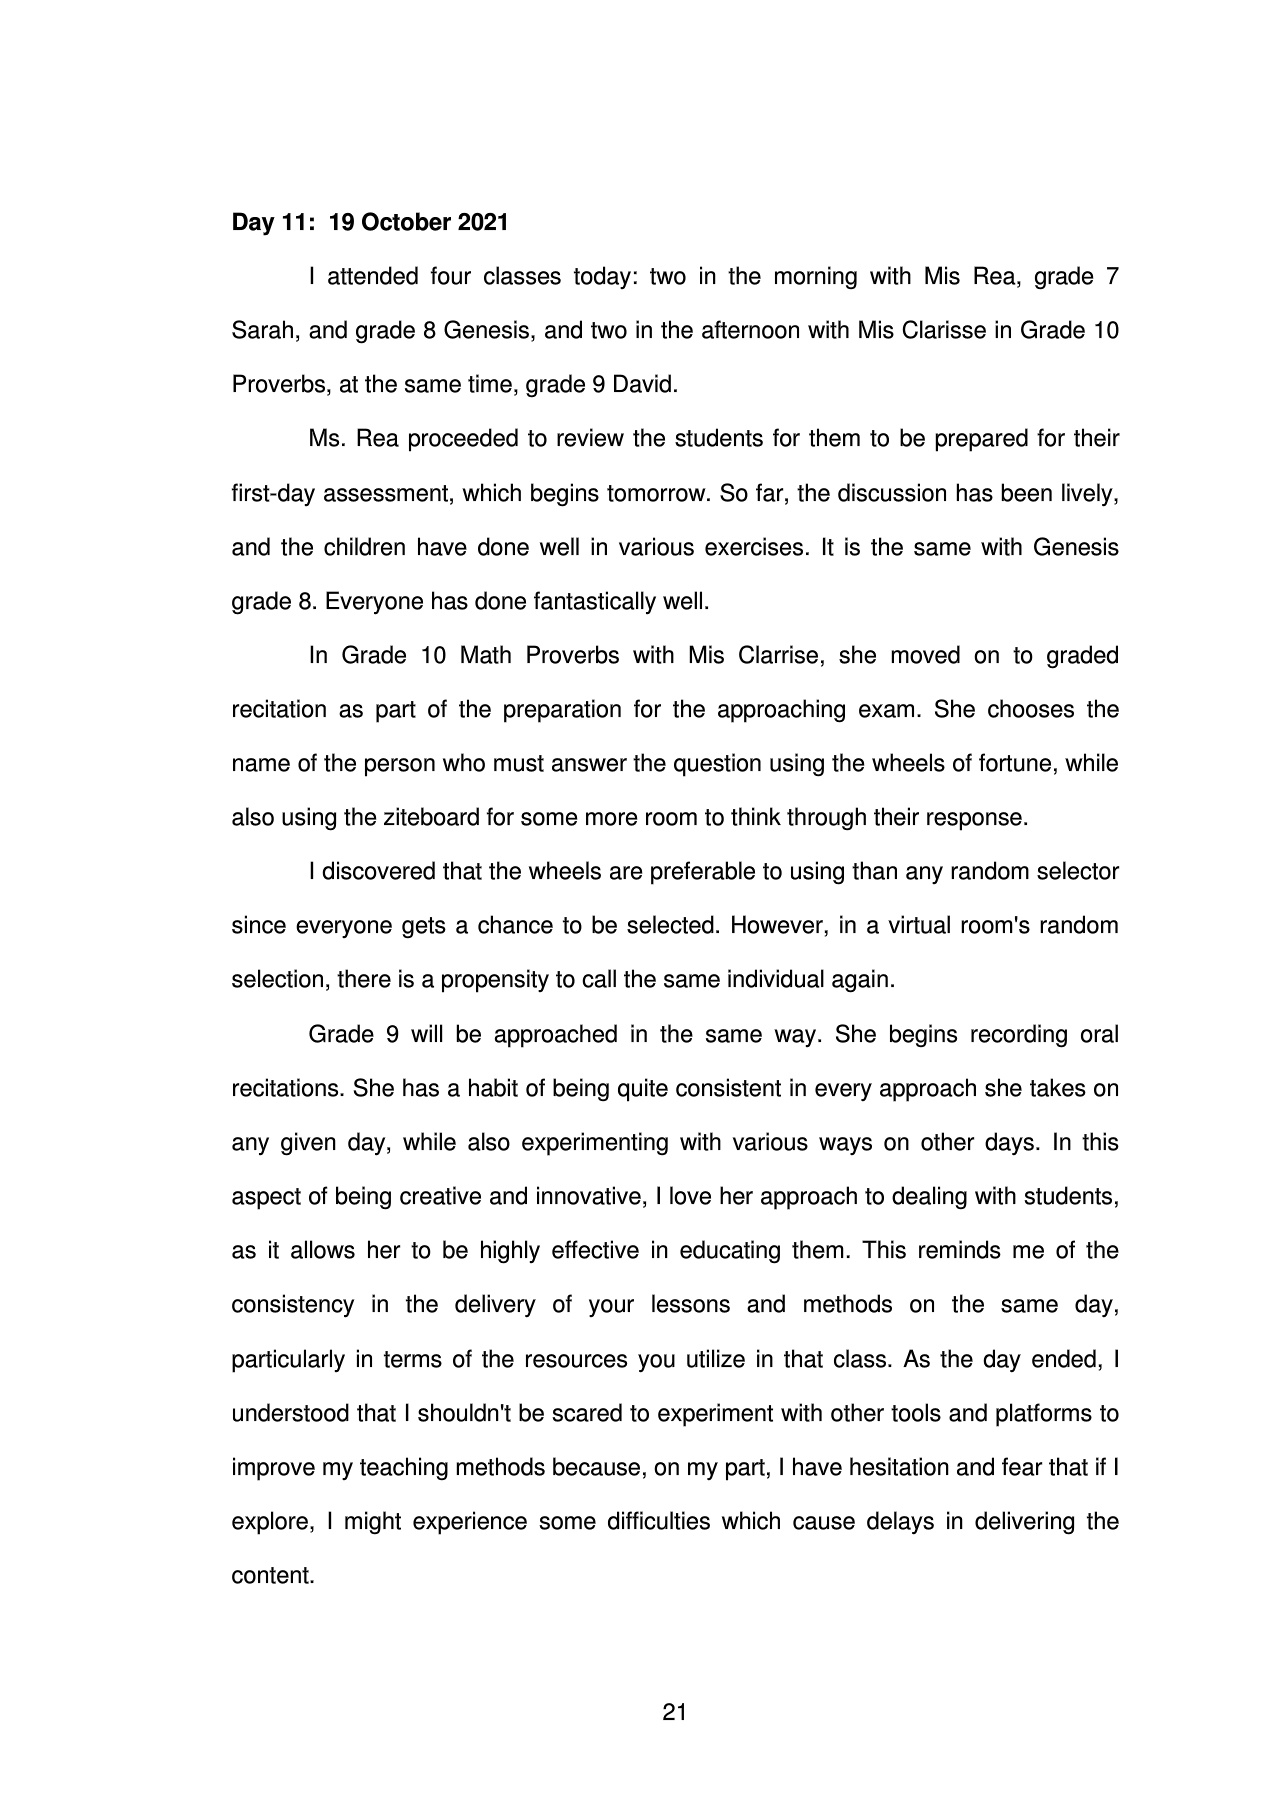 Day 11:  19 October 2021
I attended four classes today: two in the morning with Mis Rea, grade 7
Sarah, and grade 8 Genesis, and two in the afternoon with Mis Clarisse in Grade 10
Proverbs, at the same time, grade 9 David.
Ms. Rea proceeded to review the students for them to be prepared for their
first-day assessment, which begins tomorrow. So far, the discussion has been lively,
and the children have done well in various exercises. It is the same with Genesis
grade 8. Everyone has done fantastically well.
In Grade 10 Math Proverbs with Mis Clarrise, she moved on to graded
recitation as part of the preparation for the approaching exam. She chooses the
name of the person who must answer the question using the wheels of fortune, while
also using the ziteboard for some more room to think through their response.
I discovered that the wheels are preferable to using than any random selector
since everyone gets a chance to be selected. However, in a virtual room's random
selection, there is a propensity to call the same individual again.
Grade 9 will be approached in the same way. She begins recording oral
recitations. She has a habit of being quite consistent in every approach she takes on
any given day, while also experimenting with various ways on other days. In this
aspect of being creative and innovative, I love her approach to dealing with students,
as it allows her to be highly effective in educating them. This reminds me of the
consistency in the delivery of your lessons and methods on the same day,
particularly in terms of the resources you utilize in that class. As the day ended, I
understood that I shouldn't be scared to experiment with other tools and platforms to
improve my teaching methods because, on my part, I have hesitation and fear that if I
explore, I might experience some difficulties which cause delays in delivering the
content.
21